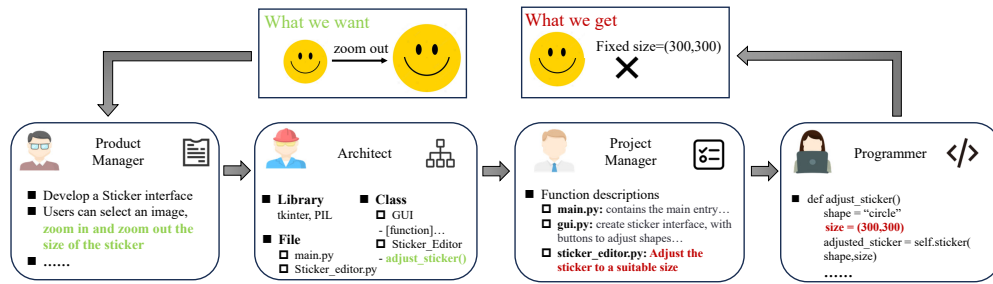 What we want
zoom out
What we get
Fixed size=(300,300)
Product
Manager
■ Develop a Sticker interface
■ Users can select an image,
zoom in and zoom out the
size of the sticker
■ ……
Architect
■ Library
tkinter, PIL
■ File
□ main.py
□ Sticker_editor.py
■ Class
□ GUI
- [function]…
□ Sticker_Editor
- adjust_sticker()
Project
Manager
■ Function descriptions
□ main.py: contains the main entry…
□ gui.py: create sticker interface, with
buttons to adjust shapes…
□ sticker_editor.py: Adjust the
sticker to a suitable size
Programmer
</>
■ def adjust_sticker()
shape = “circle”
size = (300,300)
adjusted_sticker = self.sticker(
shape,size)
……